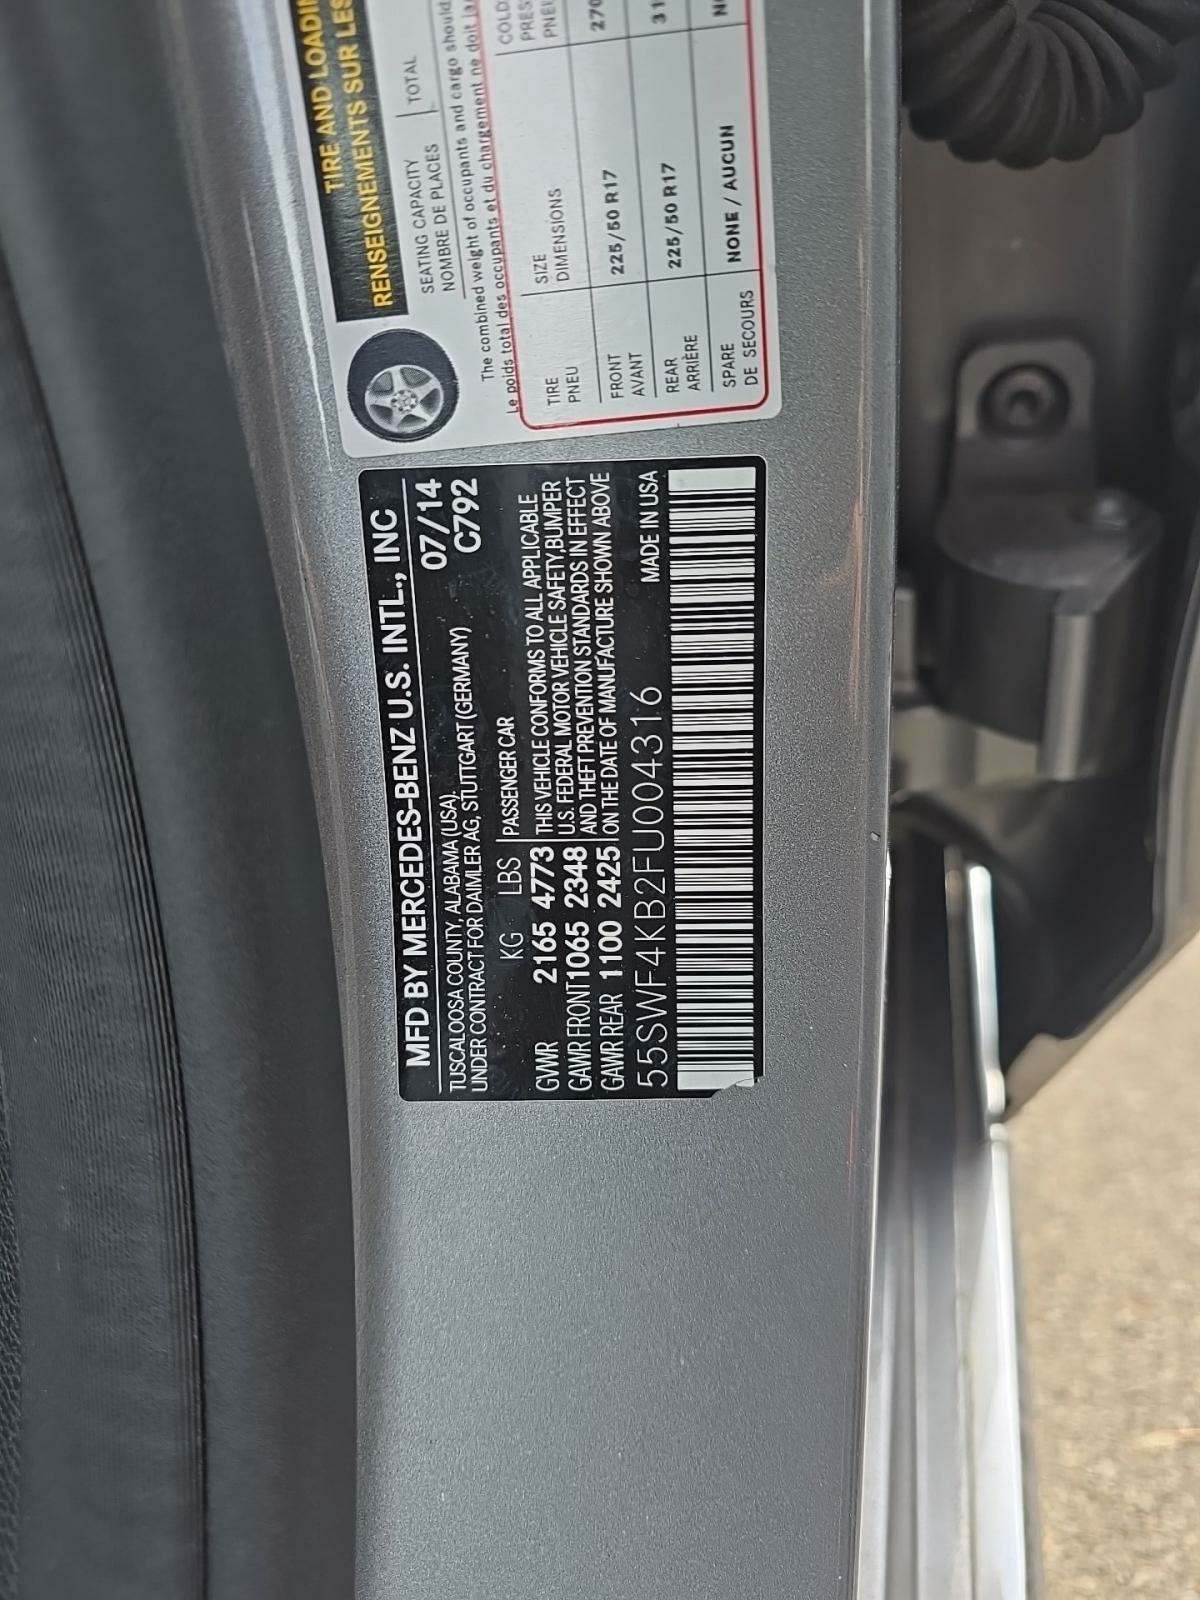 TIRE AND LOADIN
RENSEIGNEMENTS SUR LES
SEATING CAPACITY
NOMBRE DE PLACES
TOTAL
The combined weight of occupants and cargo should
Le poids total des occupants et du chargement ne doit ja
TIRE SIZE COLD
PNEU DIMENSIONS PRES
PNEU
FRONT 225/50 R17 270
AVANT
REAR 225/50 R17 31
ARRIÈRE
SPARE NONE / AUCUN NO
DE SECOURS
MFD BY MERCEDES-BENZ U.S. INTL., INC
TUSCALOOSA COUNTY, ALABAMA (USA). 07/14
UNDER CONTRACT FOR DAIMLER AG, STUTTGART (GERMANY) C792
KG LBS PASSENGER CAR
GVWR 2165 4773 THIS VEHICLE CONFORMS TO ALL APPLICABLE
GAWR FRONT 1065 2348 U.S. FEDERAL MOTOR VEHICLE SAFETY,BUMPER
AND THEFT PREVENTION STANDARDS IN EFFECT
GAWR REAR 1100 2425 ON THE DATE OF MANUFACTURE SHOWN ABOVE
55SWF4KB2FU004316 MADE IN USA